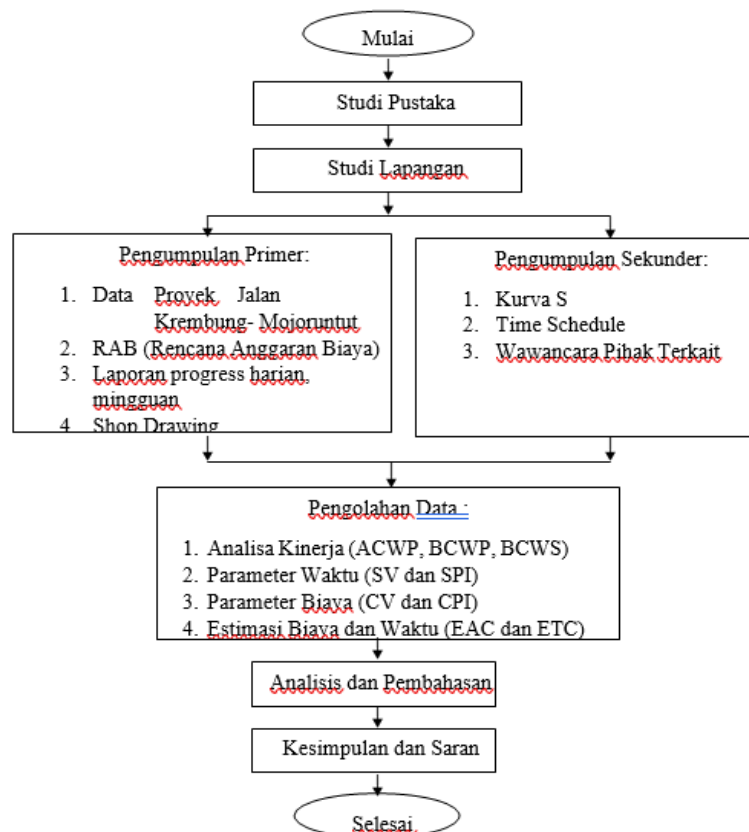 Mulai
Studi Pustaka
Studi Lapangan
Pengumpulan Primer:
1. Data Proyek Jalan
Krembung- Mojoruntut
2. RAB (Rencana Anggaran Biaya)
3. Laporan progress harian,
mingguan
4 Shop Drawing
Pengumpulan Sekunder:
1. Kurva S
2. Time Schedule
3. Wawancara Pihak Terkait
Pengolahan Data :
1. Analisa Kinerja (ACWP, BCWP, BCWS)
2. Parameter Waktu (SV dan SPI)
3. Parameter Biaya (CV dan CPI)
4. Estimasi Biaya dan Waktu (EAC dan ETC)
Analisis dan Pembahasan
Kesimpulan dan Saran
Selesai